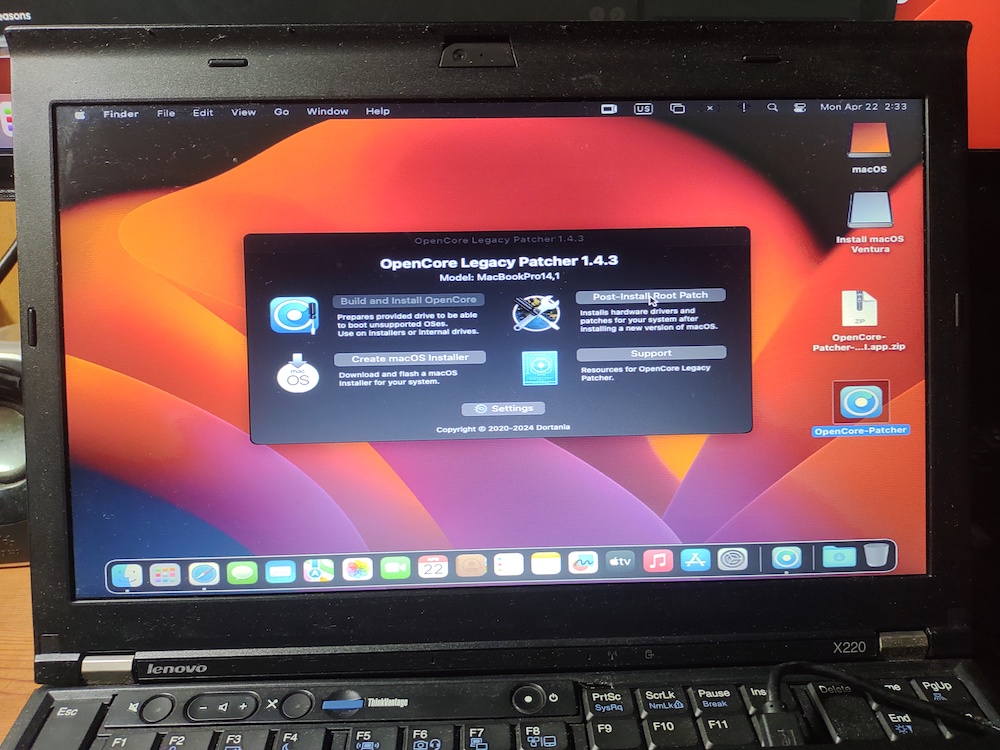 easons
Finder File Edit View Go Window Help US Mon Apr 22 2:33
macOS
Install macOS
Ventura
OpenCore Legacy Patcher 1.4.3
OpenCore Legacy Patcher 1.4.3
Model: MacBookPro14,1
Build and Install OpenCore
Prepares provided drive to be able
to boot unsupported OSes.
Use on installers or internal drives.
Post-Install Root Patch
Installs hardware drivers and
patches for your system after
installing a new version of macOS.
Create macOS Installer
Download and flash a macOS
Installer for your system.
mac
OS
Support
Resources for OpenCore Legacy
Patcher.
Settings
Copyright © 2020-2024 Dortania
ZIP
OpenCore-
Patcher-...I.app.zip
OpenCore-Patcher
APR
22
tv
lenovo
X220
ThinkVantage
Esc
PrtSc
SysRq
ScrLk
NmLk
Pause
Break
Ins
Delete
PgUp
End
F1
F2
F3
F4
F5
F6
F7
F8
F9
F10
F11